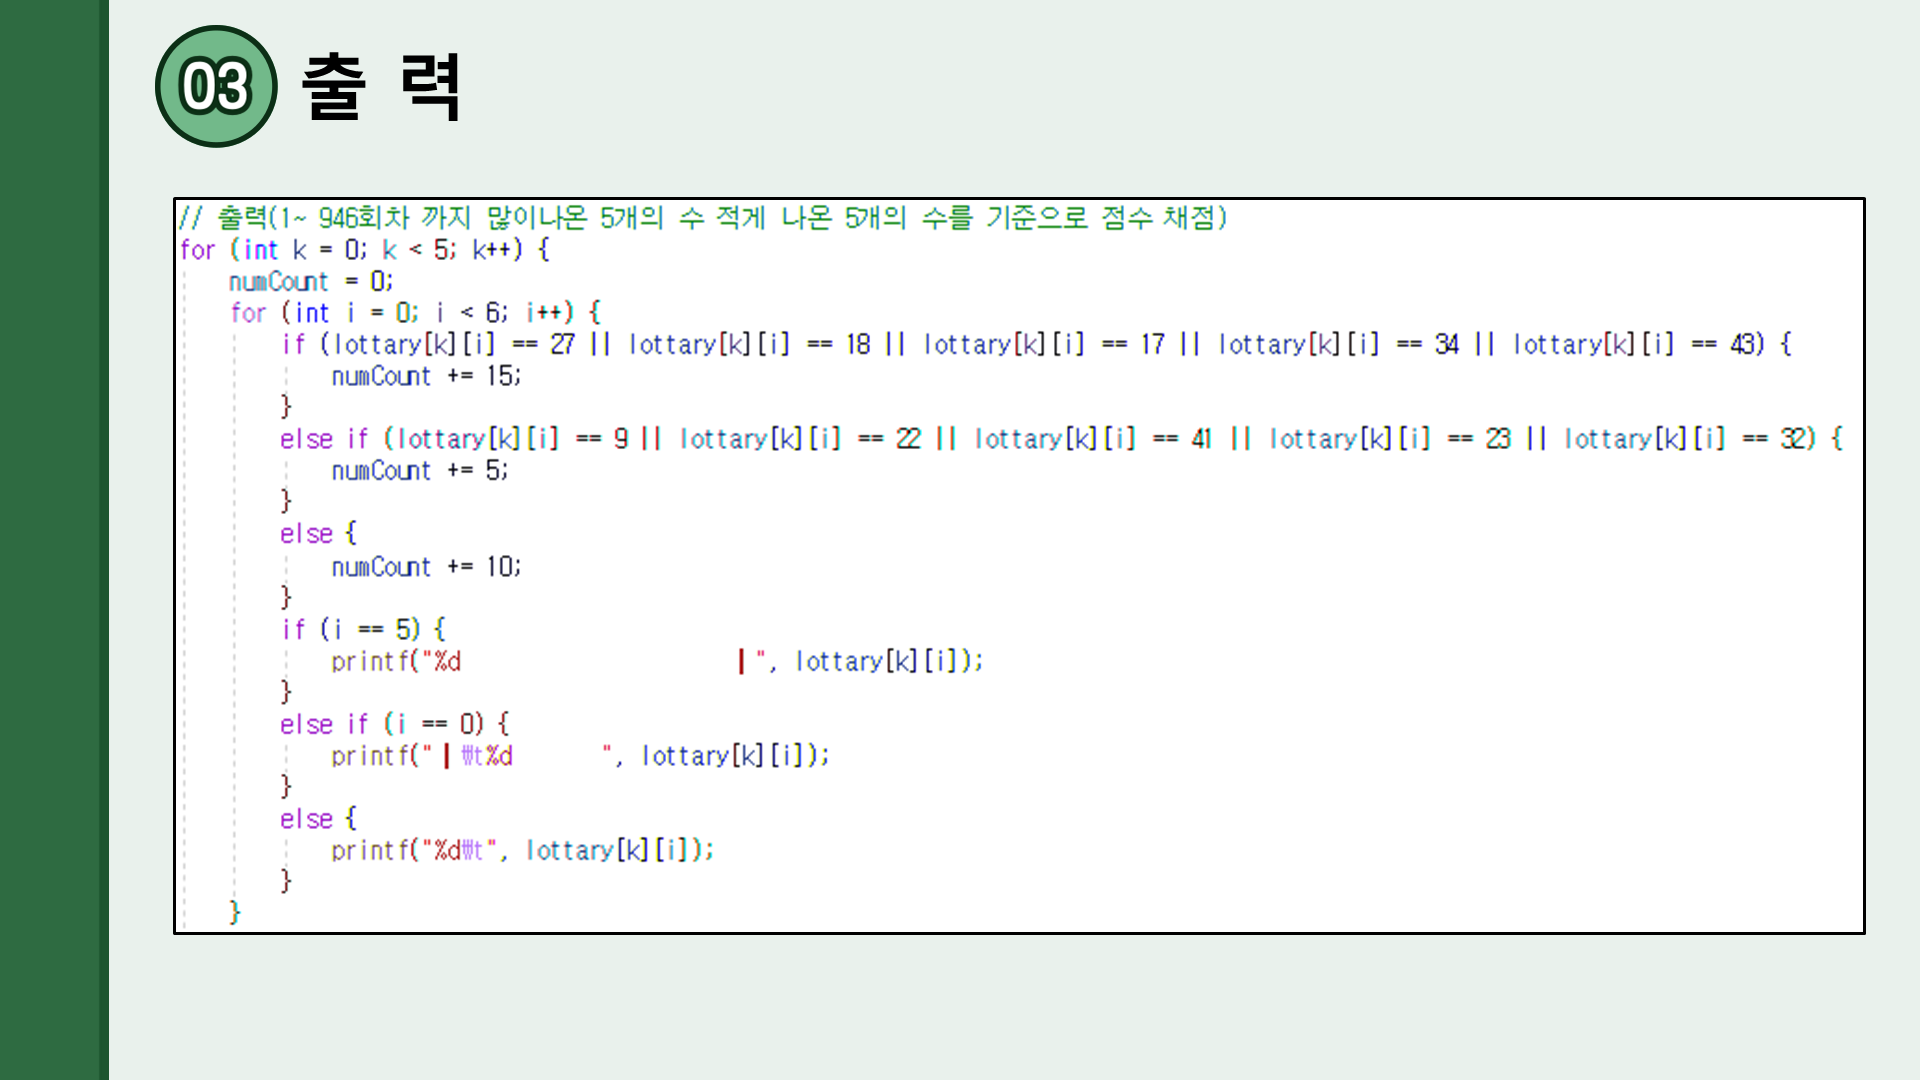 03 출 력
// 출력(1~ 946회차 까지 많이나온 5개의 수 적게 나온 5개의 수를 기준으로 점수 채점)
for (int k = 0; k < 5; k++) {
    numCount = 0;
    for (int i = 0; i < 6; i++) {
        if (lottary[k][i] == 27 || lottary[k][i] == 18 || lottary[k][i] == 17 || lottary[k][i] == 34 || lottary[k][i] == 43) {
            numCount += 15;
        }
        else if (lottary[k][i] == 9 || lottary[k][i] == 22 || lottary[k][i] == 41 || lottary[k][i] == 23 || lottary[k][i] == 32) {
            numCount += 5;
        }
        else {
            numCount += 10;
        }
        if (i == 5) {
            printf("%d                     ┃", lottary[k][i]);
        }
        else if (i == 0) {
            printf("┃₩t%d       ", lottary[k][i]);
        }
        else {
            printf("%d₩t", lottary[k][i]);
        }
    }